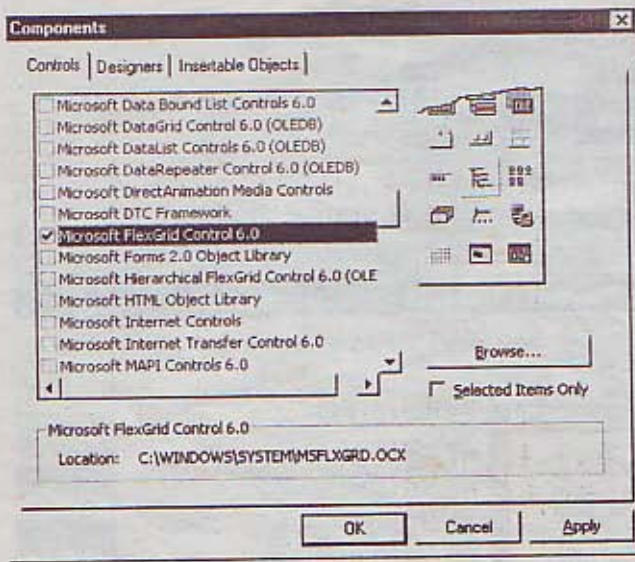 Components
Controls
Designers
Insertable Objects
Microsoft Data Bound List Controls 6.0
Microsoft DataGrid Control 6.0 (OLEDB)
Microsoft DataList Controls 6.0 (OLEDB)
Microsoft DataRepeater Control 6.0 (OLEDB)
Microsoft DirectAnimation Media Controls
Microsoft DTC Framework
Microsoft FlexGrid Control 6.0
Microsoft Forms 2.0 Object Library
Microsoft Hierarchical FlexGrid Control 6.0 (OLE
Microsoft HTML Object Library
Microsoft Internet Controls
Microsoft Internet Transfer Control 6.0
Microsoft MAPI Controls 6.0
Browse...
Selected Items Only
Microsoft FlexGrid Control 6.0
Location: C:\WINDOWS\SYSTEM\MSFLXGRD.OCX
OK
Cancel
Apply